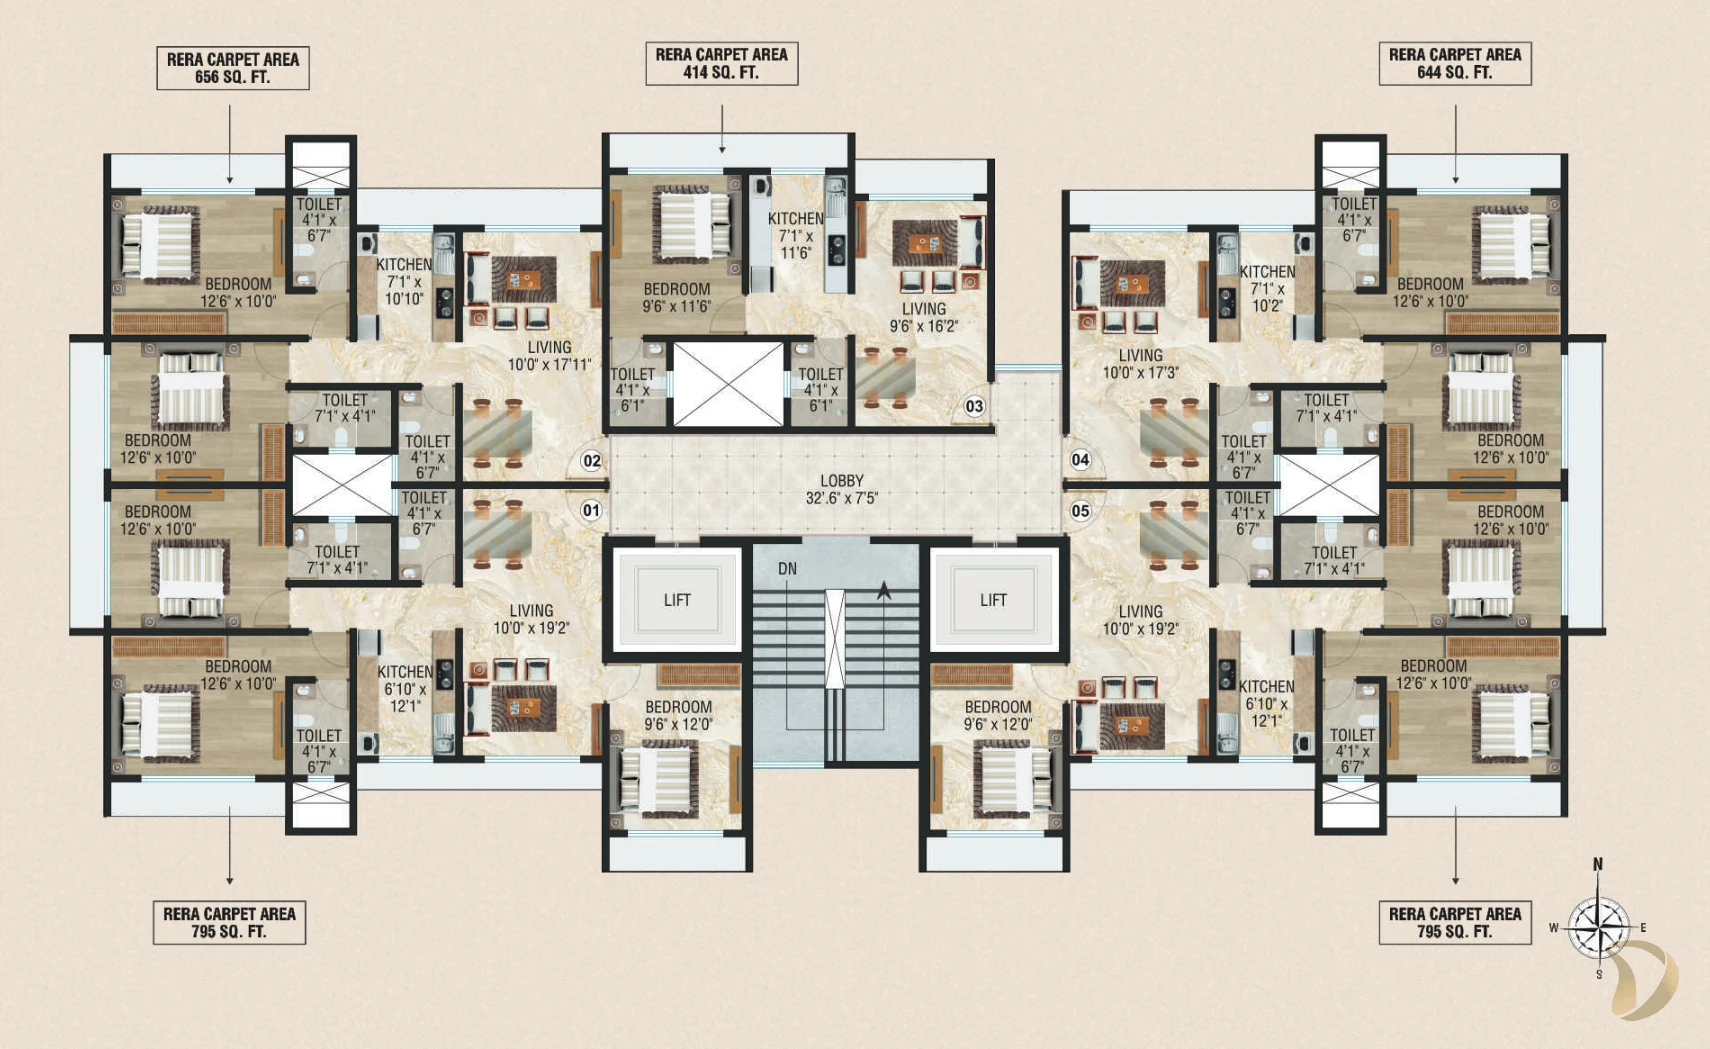 RERA CARPET AREA
656 SQ. FT.
RERA CARPET AREA
414 SQ. FT.
RERA CARPET AREA
644 SQ. FT.
TOILET
4'1" x
6'7"
BEDROOM
12'6" x 10'0"
KITCHEN
7'1" x
10'10"
LIVING
10'0" x 17'11"
BEDROOM
12'6" x 10'0"
TOILET
7'1" x 4'1"
TOILET
4'1" x
6'7"
02
BEDROOM
9'6" x 11'6"
KITCHEN
7'1" x
11'6"
LIVING
9'6" x 16'2"
TOILET
4'1" x
6'1"
TOILET
4'1" x
6'1"
03
LIVING
10'0" x 17'3"
KITCHEN
7'1" x
10'2"
TOILET
4'1" x
6'7"
BEDROOM
12'6" x 10'0"
TOILET
7'1" x 4'1"
TOILET
4'1" x
6'7"
BEDROOM
12'6" x 10'0"
04
LOBBY
32'.6" x 7'5"
BEDROOM
12'6" x 10'0"
TOILET
4'1" x
6'7"
TOILET
7'1" x 4'1"
01
LIVING
10'0" x 19'2"
BEDROOM
12'6" x 10'0"
KITCHEN
6'10" x
12'1"
TOILET
4'1" x
6'7"
BEDROOM
9'6" x 12'0"
LIFT
DN
LIFT
05
TOILET
4'1" x
6'7"
TOILET
7'1" x 4'1"
BEDROOM
12'6" x 10'0"
LIVING
10'0" x 19'2"
BEDROOM
9'6" x 12'0"
KITCHEN
6'10" x
12'1"
BEDROOM
12'6" x 10'0"
TOILET
4'1" x
6'7"
RERA CARPET AREA
795 SQ. FT.
RERA CARPET AREA
795 SQ. FT.
N
W
E
S